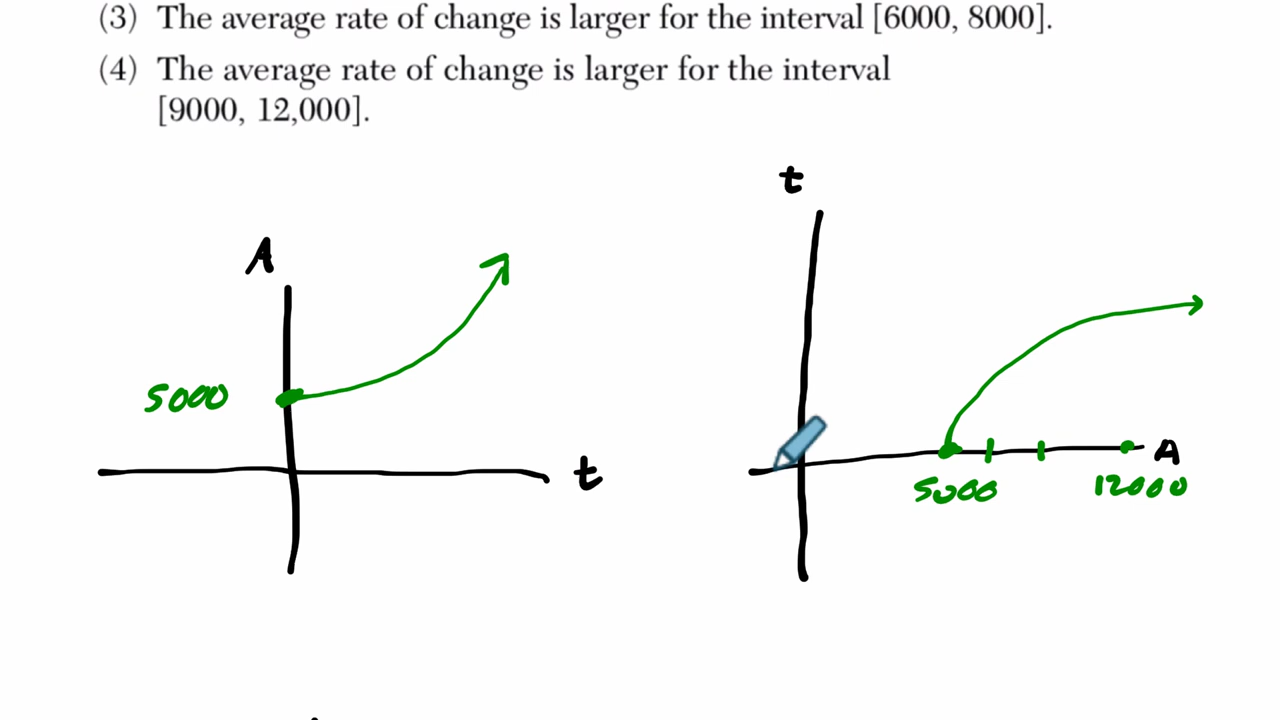 (3) The average rate of change is larger for the interval [6000, 8000].
(4) The average rate of change is larger for the interval
[9000, 12,000].
t
A
5000
t
A
5000
12000